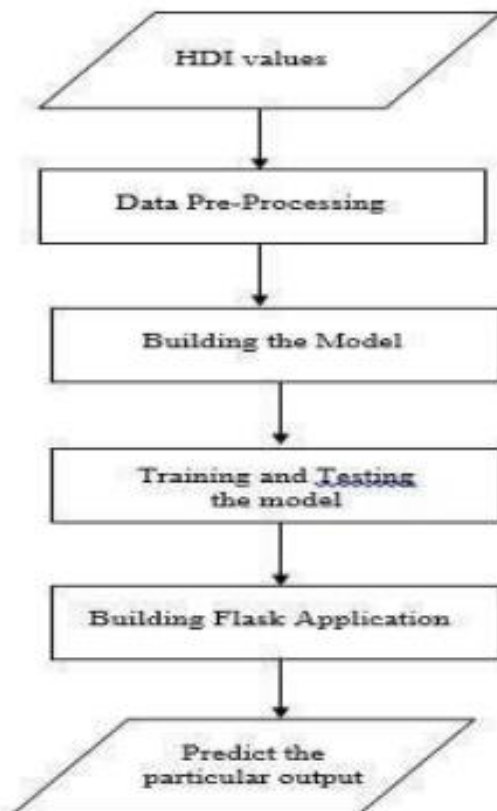 HDI values
Data Pre-Processing
Building the Model
Training and Testing
the model
Building Flask Application
Predict the
particular output